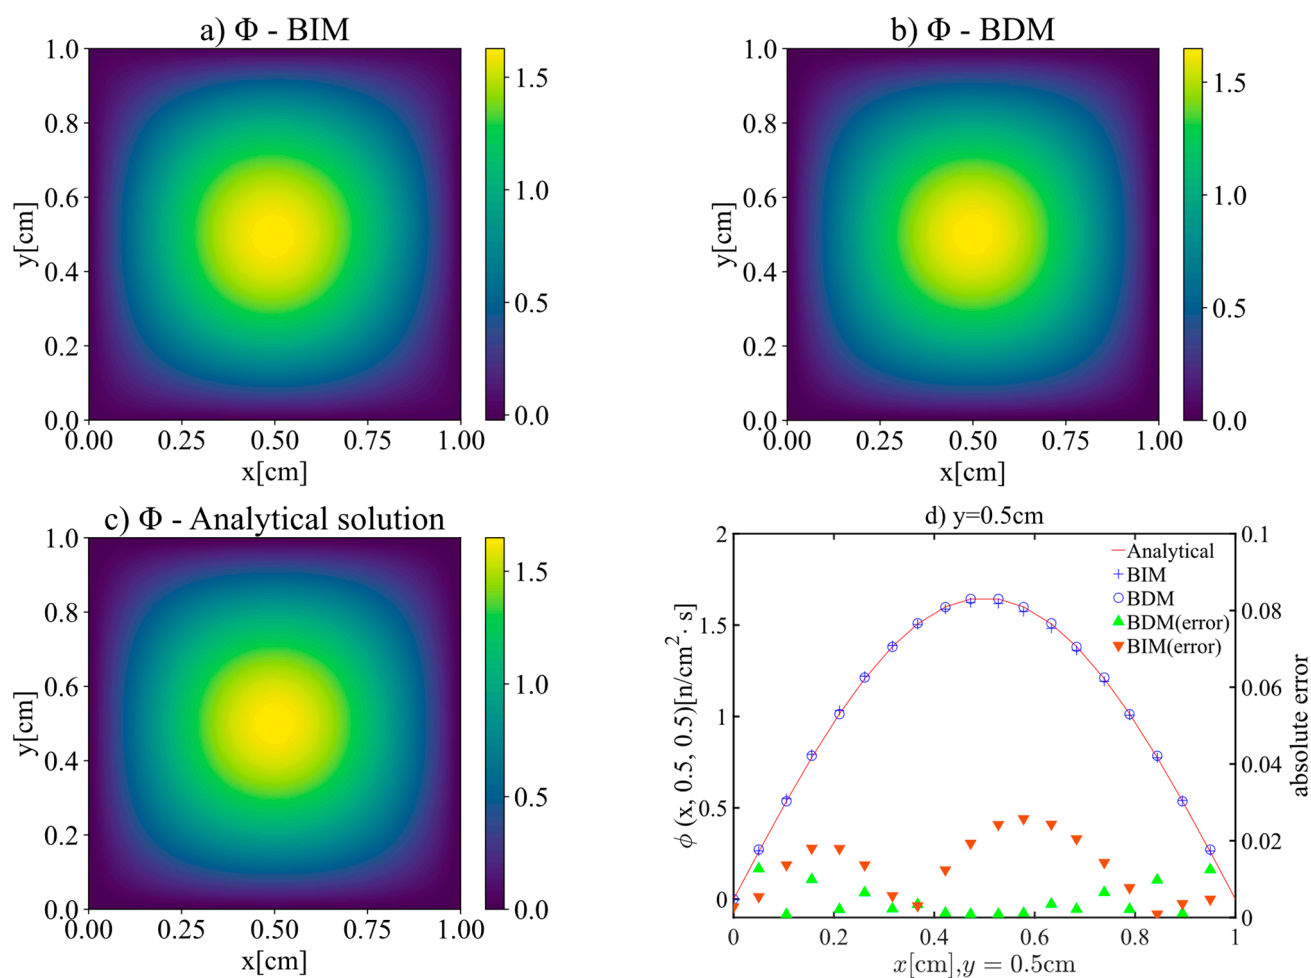 a) Φ - BIM
1.0
0.8
0.6
0.4
0.2
0.0
y[cm]
0.00 0.25 0.50 0.75 1.00
x[cm]
1.5
1.0
0.5
0.0
b) Φ - BDM
1.0
0.8
0.6
0.4
0.2
0.0
y[cm]
0.00 0.25 0.50 0.75 1.00
x[cm]
1.5
1.0
0.5
0.0
c) Φ - Analytical solution
1.0
0.8
0.6
0.4
0.2
0.0
y[cm]
0.00 0.25 0.50 0.75 1.00
x[cm]
1.5
1.0
0.5
0.0
d) y=0.5cm
2
1.5
1
0.5
0
ϕ (x, 0.5, 0.5)[n/cm²· s]
Analytical
BIM
BDM
BDM(error)
BIM(error)
0.1
0.08
0.06
0.04
0.02
0
absolute error
0 0.2 0.4 0.6 0.8 1
x[cm],y = 0.5cm